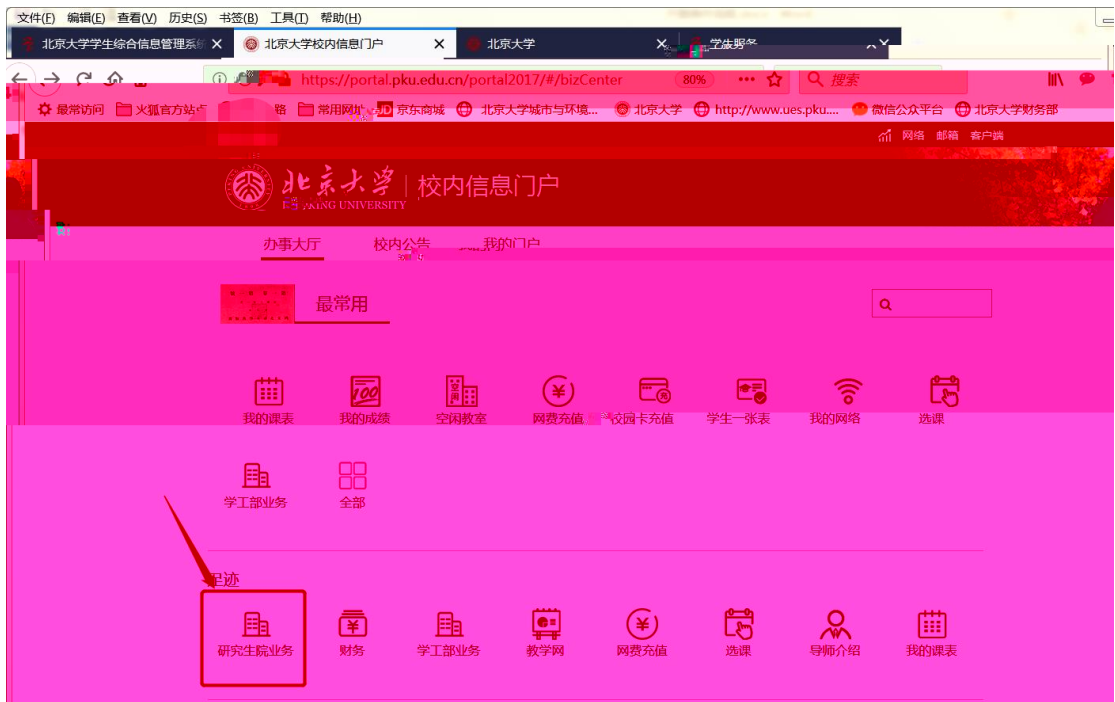 文件(F) 编辑(E) 查看(V) 历史(S) 书签(B) 工具(T) 帮助(H)
北京大学学生综合信息管理系统 北京大学校内信息门户 北京大学
https://portal.pku.edu.cn/portal2017/#/bizCenter 80% 搜索
最常访问 火狐官方站点 常用网址 JD 京东商城 北京大学城市与环境... 北京大学 http://www.ues.pku.... 微信公众平台 北京大学财务部
网络 邮箱 客户端
北京大学 校内信息门户
PEKING UNIVERSITY
办事大厅 校内公告 我的门户
最常用
我的课表 我的成绩 空闲教室 网费充值 校园卡充值 学生一张表 我的网络 选课
学工部业务 全部
足迹
研究生院业务 财务 学工部业务 教学网 网费充值 选课 导师介绍 我的课表